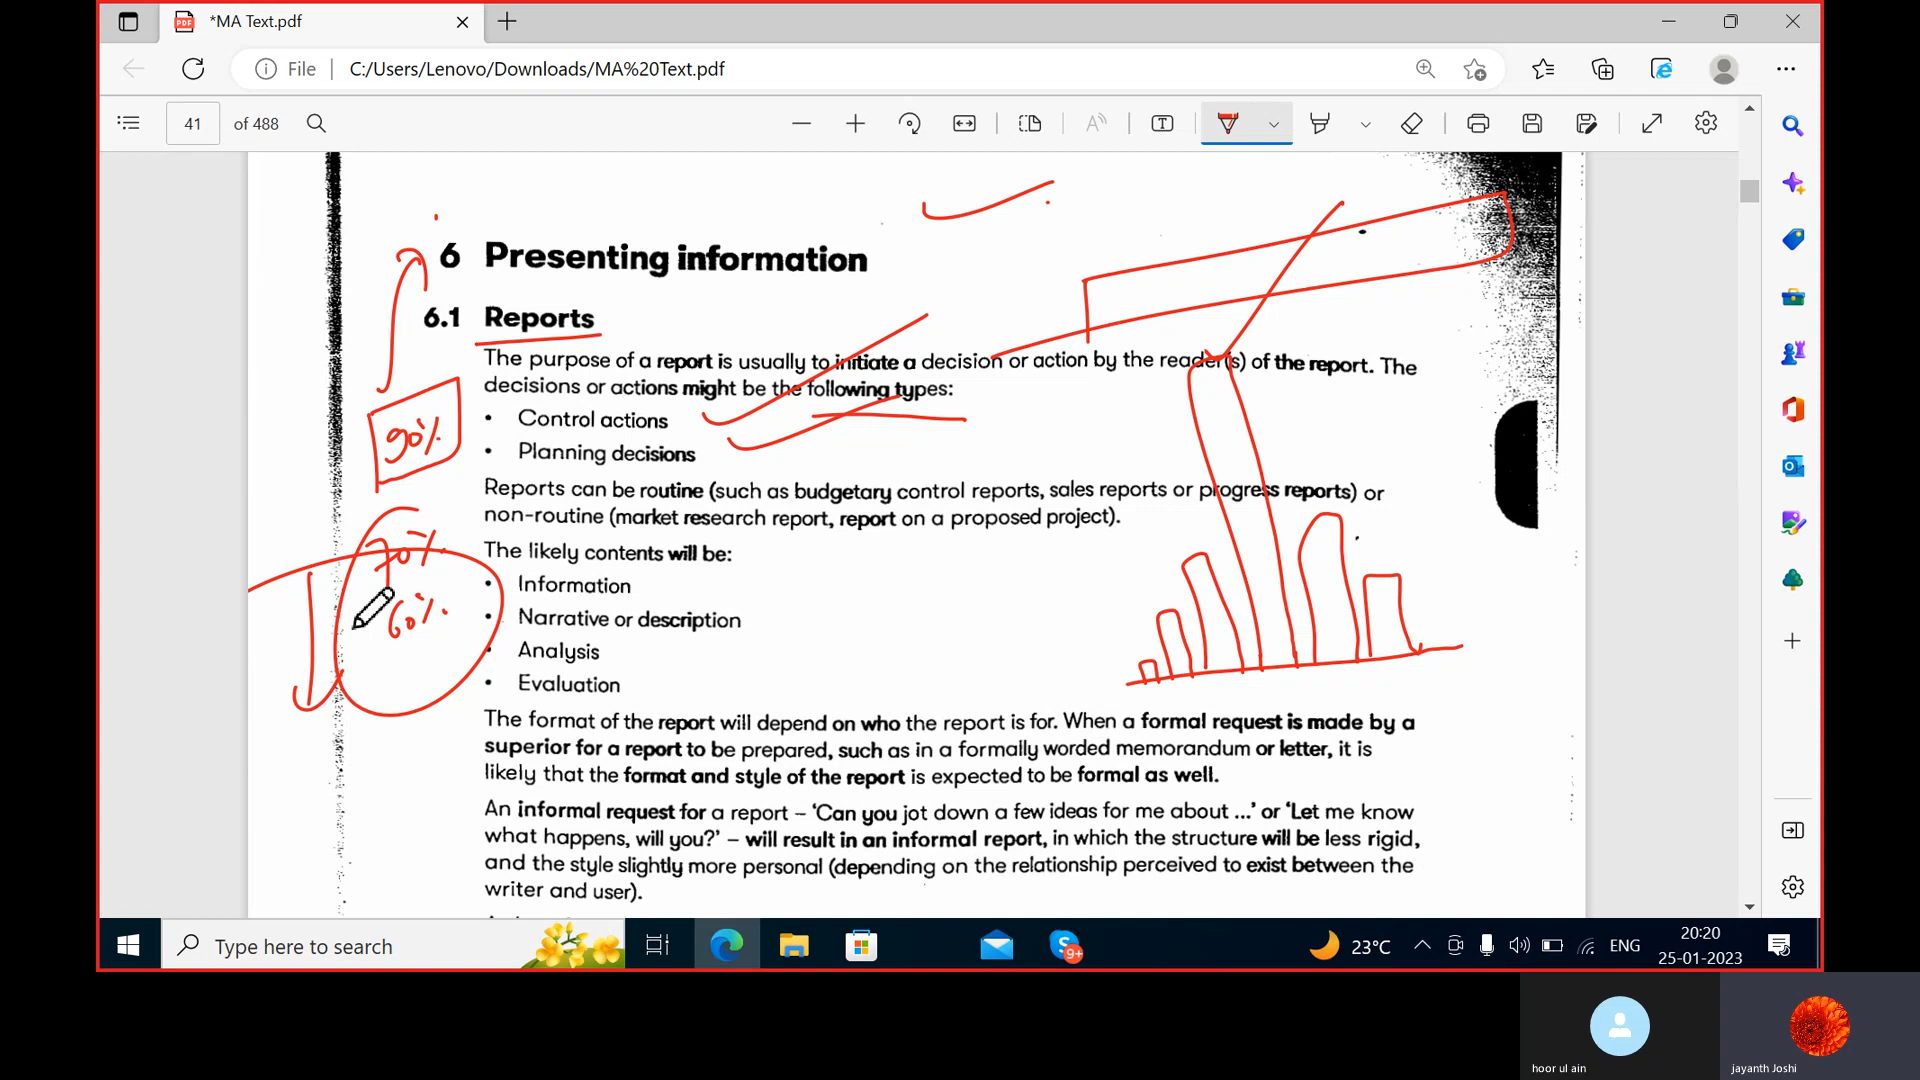 *MA Text.pdf
File
C:/Users/Lenovo/Downloads/MA%20Text.pdf
41 of 488
6 Presenting information
6.1 Reports
The purpose of a report is usually to initiate a decision or action by the reader(s) of the report. The
decisions or actions might be the following types:
• Control actions
• Planning decisions
90%
Reports can be routine (such as budgetary control reports, sales reports or progress reports) or
non-routine (market research report, report on a proposed project).
70%
The likely contents will be:
• Information
60%
• Narrative or description
• Analysis
• Evaluation
The format of the report will depend on who the report is for. When a formal request is made by a
superior for a report to be prepared, such as in a formally worded memorandum or letter, it is
likely that the format and style of the report is expected to be formal as well.
An informal request for a report – ‘Can you jot down a few ideas for me about ...’ or ‘Let me know
what happens, will you?’ – will result in an informal report, in which the structure will be less rigid,
and the style slightly more personal (depending on the relationship perceived to exist between the
writer and user).
Type here to search
9+
23°C
ENG
20:20
25-01-2023
hoor ul ain
jayanth Joshi